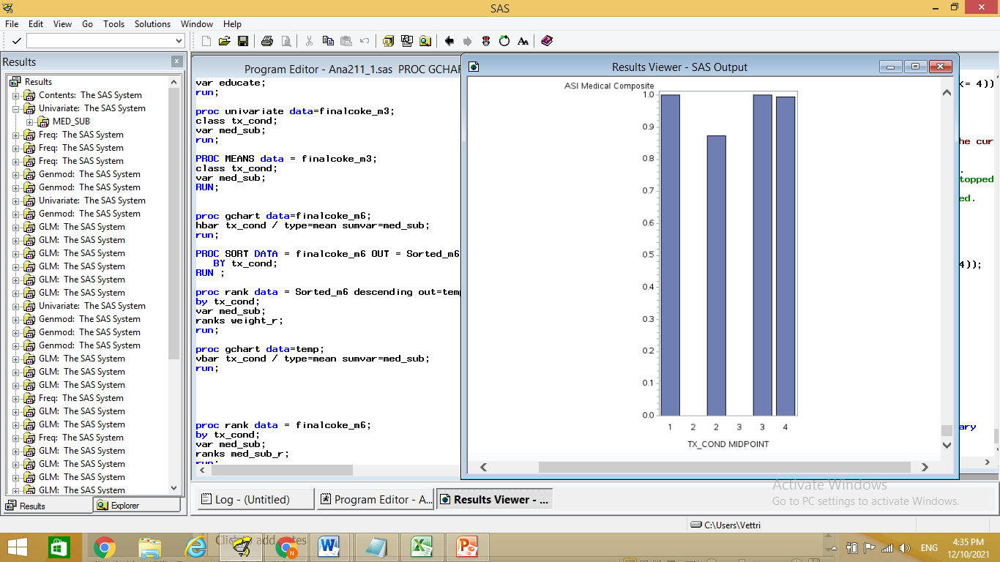 SAS
File Edit View Go Tools Solutions Window Help
Results
Results
Contents: The SAS System
Univariate: The SAS System
MED_SUB
Freq: The SAS System
Freq: The SAS System
Freq: The SAS System
Genmod: The SAS System
Genmod: The SAS System
Univariate: The SAS System
Genmod: The SAS System
GLM: The SAS System
GLM: The SAS System
GLM: The SAS System
GLM: The SAS System
GLM: The SAS System
GLM: The SAS System
Univariate: The SAS System
Genmod: The SAS System
Genmod: The SAS System
Genmod: The SAS System
GLM: The SAS System
GLM: The SAS System
GLM: The SAS System
Freq: The SAS System
GLM: The SAS System
GLM: The SAS System
Freq: The SAS System
GLM: The SAS System
GLM: The SAS System
GLM: The SAS System
GLM: The SAS System
Results Explorer
Program Editor - Ana211_1.sas PROC GCHAR
var educate;
run;
proc univariate data=finalcoke_m3;
class tx_cond;
var med_sub;
run;
PROC MEANS data = finalcoke_m3;
class tx_cond;
var med_sub;
RUN;
proc gchart data=finalcoke_m6;
hbar tx_cond / type=mean sumvar=med_sub;
run;
PROC SORT DATA = finalcoke_m6 OUT = Sorted_m6
BY tx_cond;
RUN ;
proc rank data = Sorted_m6 descending out=temp
by tx_cond;
var med_sub;
ranks weight_r;
run;
proc gchart data=temp;
vbar tx_cond / type=mean sumvar=med_sub;
run;
proc rank data = finalcoke_m6;
by tx_cond;
var med_sub;
ranks med_sub_r;
run;
Results Viewer - SAS Output
ASI Medical Composite
1.0
0.9
0.8
0.7
0.6
0.5
0.4
0.3
0.2
0.1
0.0
1 2 2 3 3 4
TX_COND MIDPOINT
<= 4))
he cur
.
topped
ed.
4));
ary
Log - (Untitled) Program Editor - A... Results Viewer - ...
Activate Windows
Go to PC settings to activate Windows.
C:\Users\Vettri
Click to add notes
N
ENG
4:35 PM
12/10/2021